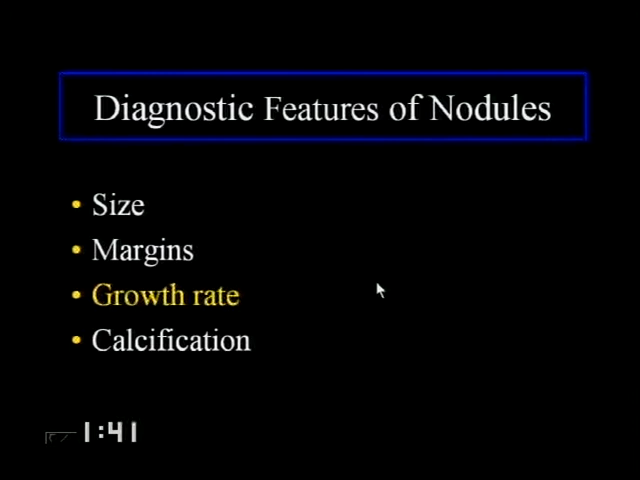 Diagnostic Features of Nodules
• Size
• Margins
• Growth rate
• Calcification
1:41